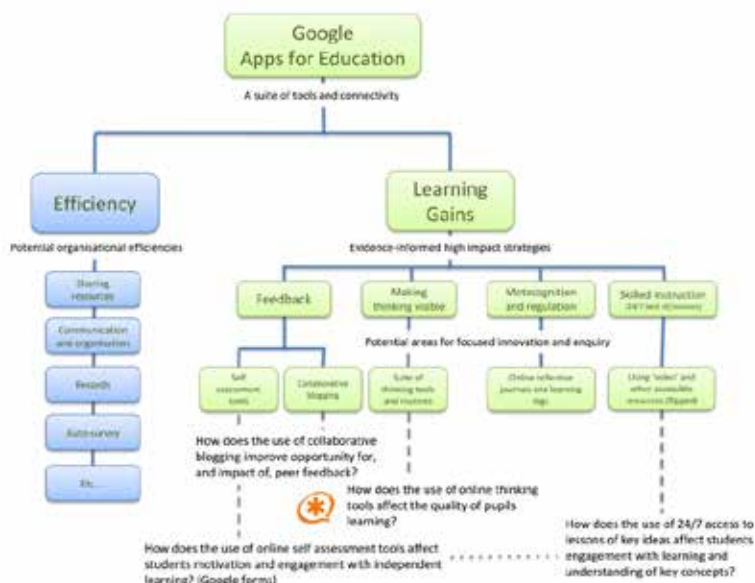 Google
Apps for Education
A suite of tools and connectivity
Efficiency
Learning
Gains
Potential organisational efficiencies
Evidence-informed high impact strategies
Sharing
resources
Communication
and organisation
Records
Auto-survey
Etc...
Feedback
Making
thinking visible
Metacognition
and regulation
Skilled instruction
Potential areas for focused innovation and enquiry
Self
assessment
tools
Collaborative
blogging
Suite of
thinking tools
and routines
Online reflective
journals and learning
logs
Using 'video' and
other accessible
resources (flipped)
How does the use of collaborative
blogging improve opportunity for,
and impact of, peer feedback?
How does the use of online thinking
tools affect the quality of pupils
learning?
How does the use of online self assessment tools affect
students motivation and engagement with independent
learning? (Google forms)
How does the use of 24/7 access to
lessons of key ideas affect students
engagement with learning and
understanding of key concepts?